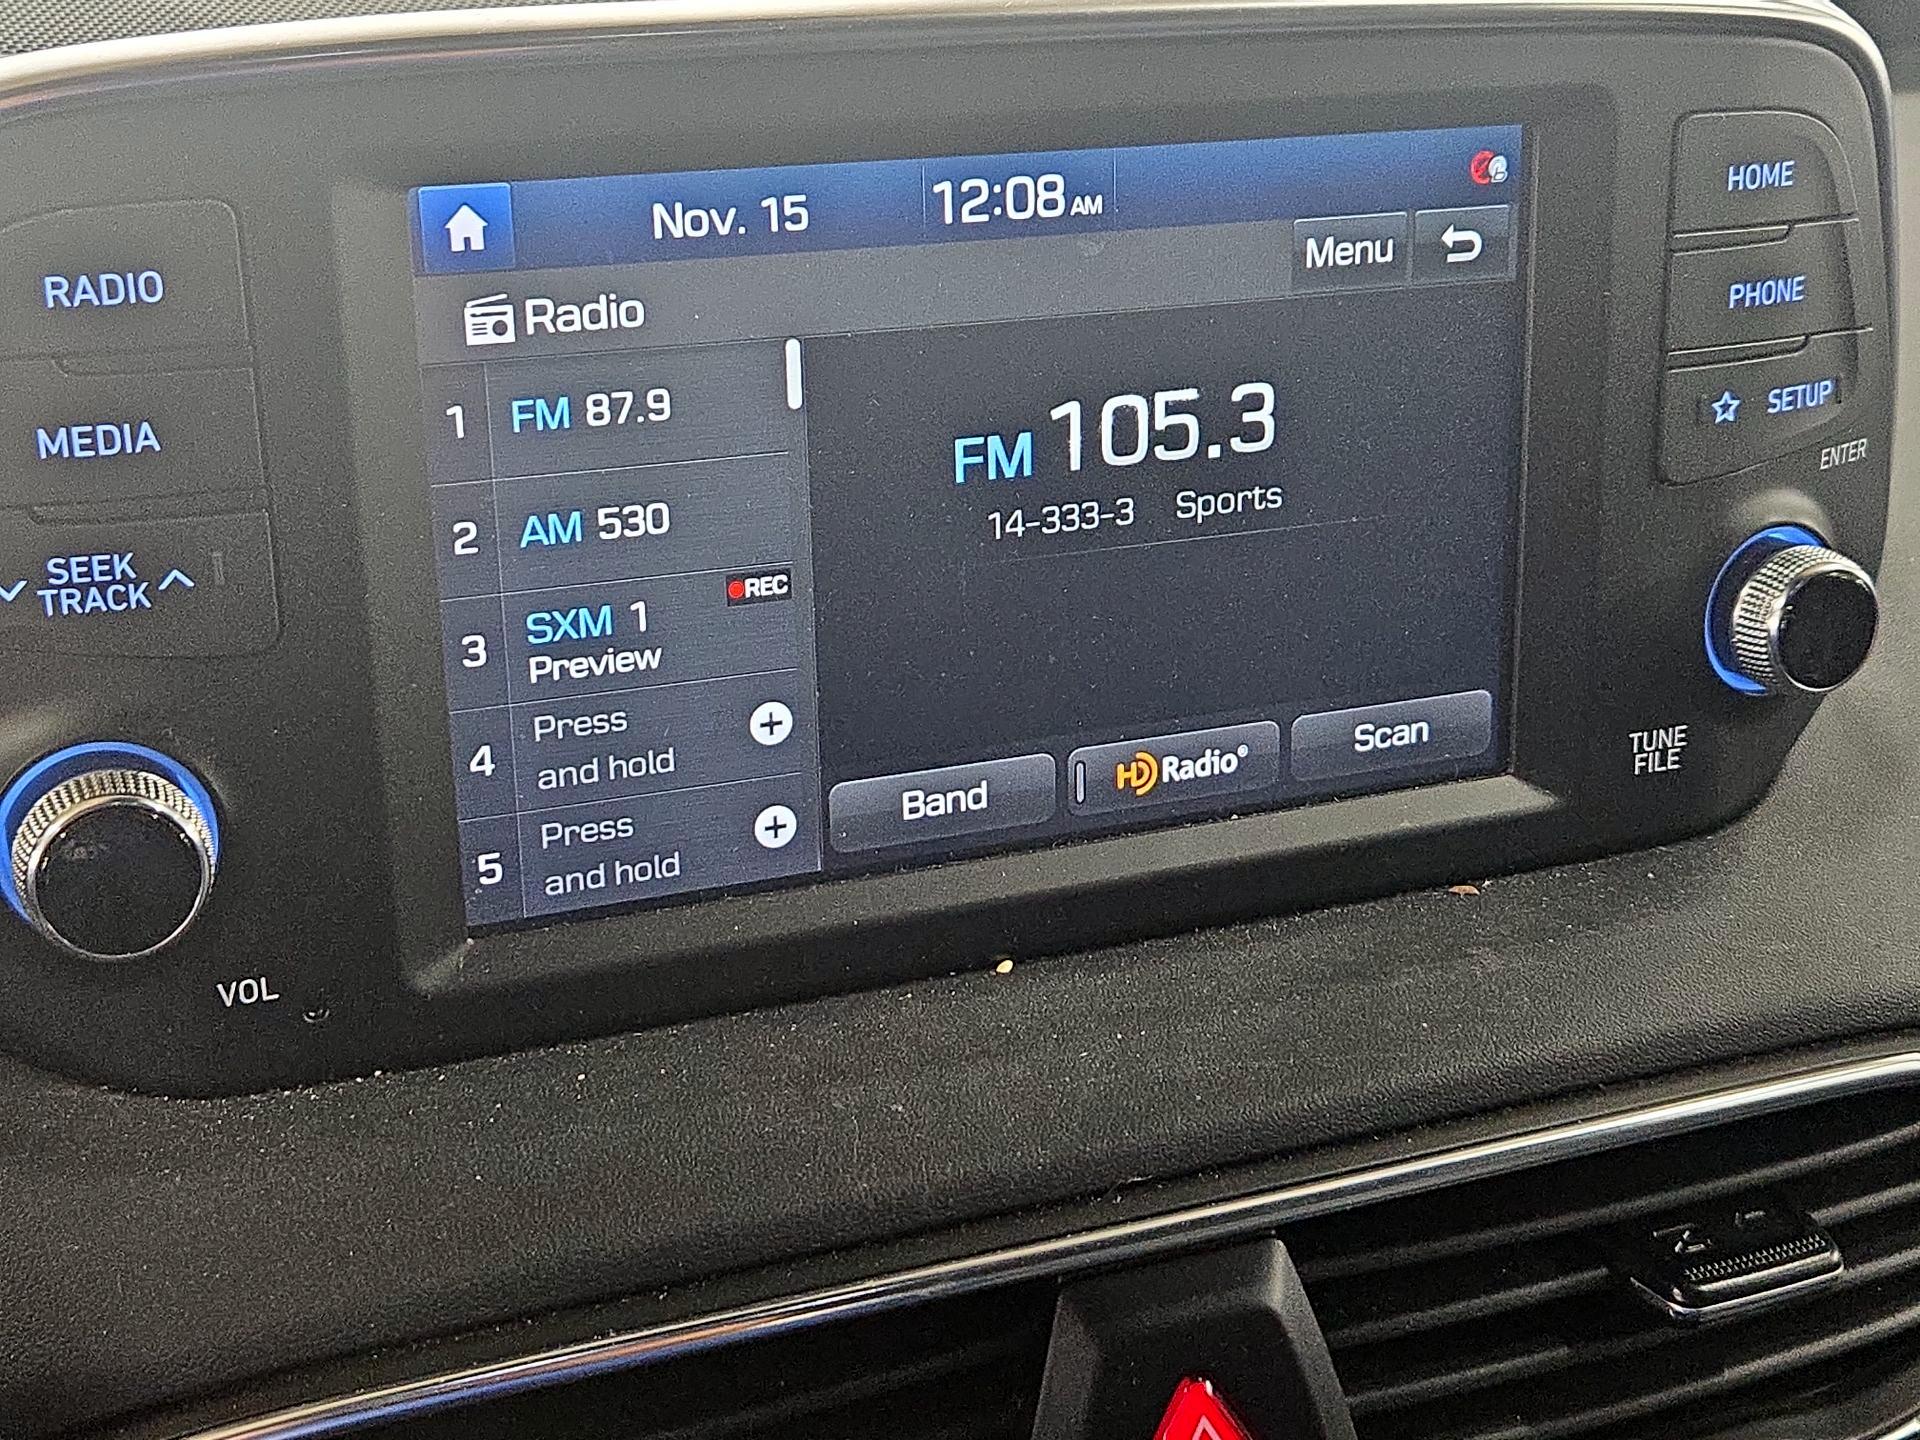 Nov. 15
12:08 AM
Menu
Radio
1 FM 87.9
2 AM 530
REC
3 SXM 1
Preview
4 Press
and hold
5 Press
and hold
FM 105.3
14-333-3 Sports
Band
HD Radio®
Scan
RADIO
MEDIA
SEEK
TRACK
VOL
HOME
PHONE
SETUP
ENTER
TUNE
FILE